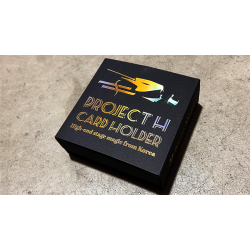 PROJECT H
CARD HOLDER
High-end stage magic from Korea